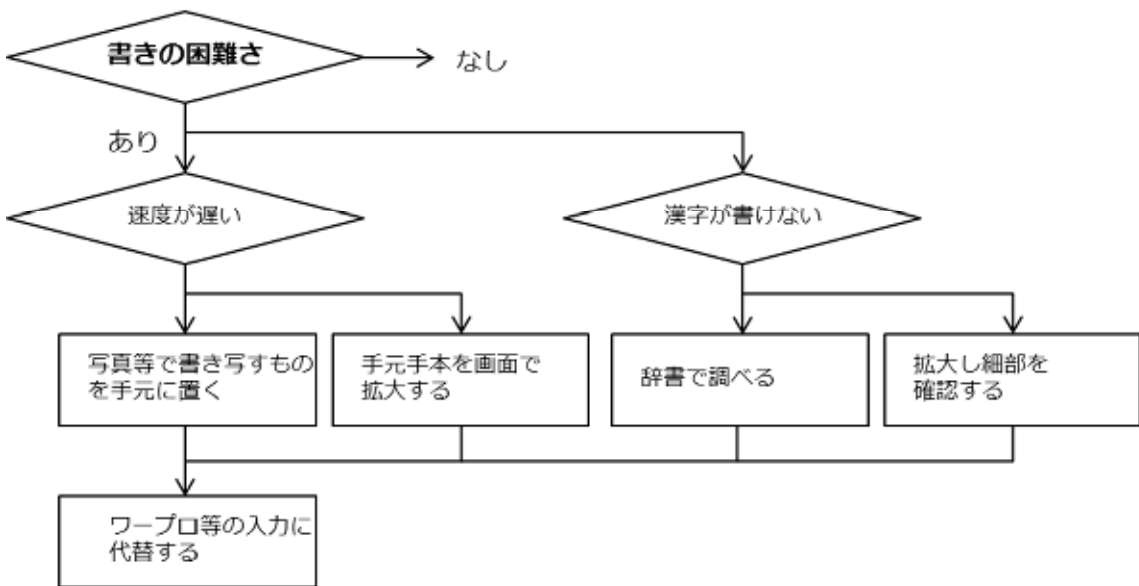 書きの困難さ
なし
あり
速度が遅い
漢字が書けない
写真等で書き写すもの
を手元に置く
手元手本を画面で
拡大する
辞書で調べる
拡大し細部を
確認する
ワープロ等の入力に
代替する